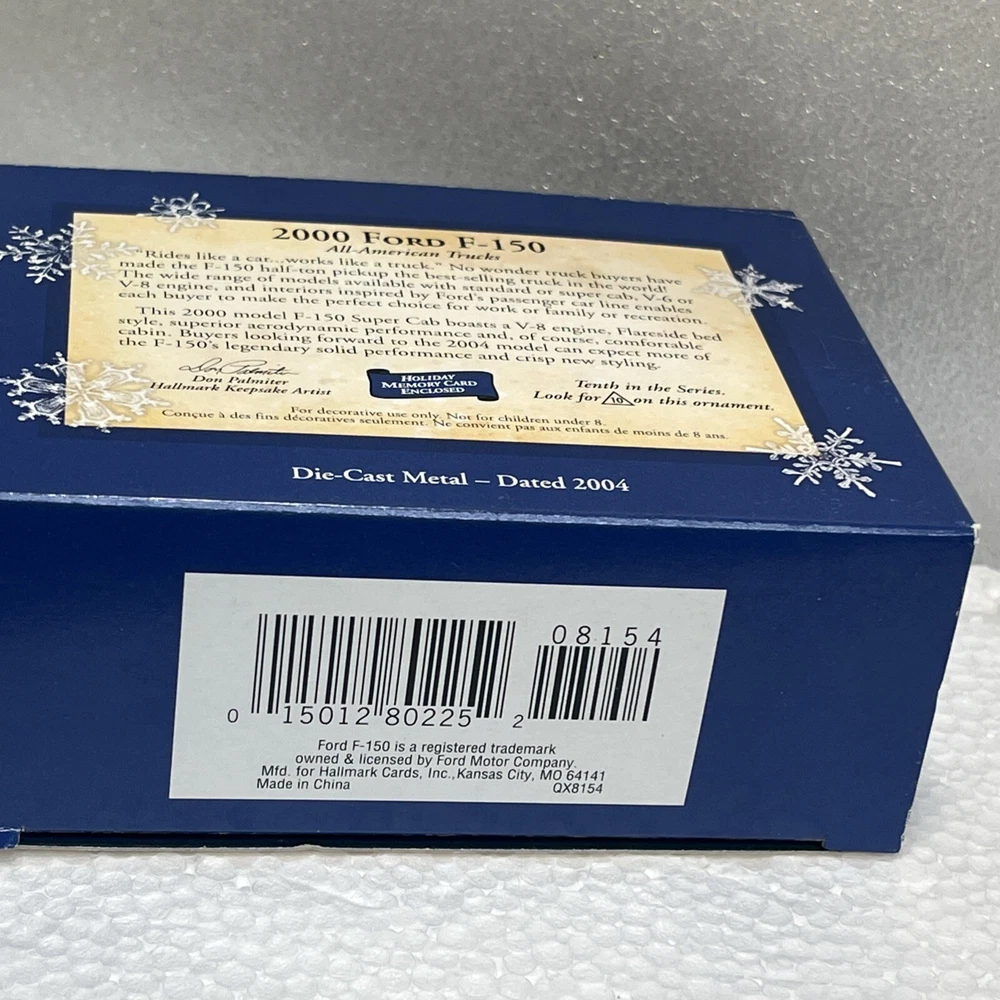 2000 Ford F-150
All-American Trucks
"Rides like a car...works like a truck." No wonder truck buyers have
made the F-150 half-ton pickup the best-selling truck in the world!
The wide range of models available with standard or super cab, V-6 or
V-8 engine, and interiors inspired by Ford's passenger car line enables
each buyer to make the perfect choice for work or family or recreation.
This 2000 model F-150 Super Cab boasts a V-8 engine, Flareside bed
style, superior aerodynamic performance and, of course, comfortable
cabin. Buyers looking forward to the 2004 model can expect more of
the F-150's legendary solid performance and crisp new styling.
Don Palmiter
Don Palmiter
Hallmark Keepsake Artist
Holiday
Memory Card
Enclosed
Tenth in the Series.
Look for 10 on this ornament.
For decorative use only. Not for children under 8.
Conçue à des fins décoratives seulement. Ne convient pas aux enfants de moins de 8 ans.
Die-Cast Metal – Dated 2004
08154
0 15012 80225 2
Ford F-150 is a registered trademark
owned & licensed by Ford Motor Company.
Mfd. for Hallmark Cards, Inc., Kansas City, MO 64141
Made in China QX8154